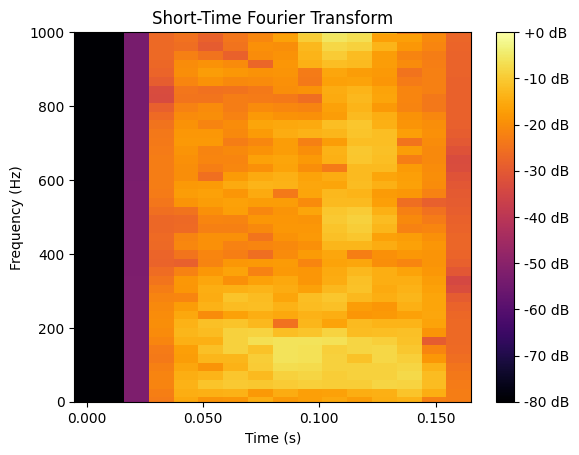 Short-Time Fourier Transform
1000
800
600
400
200
0
Frequency (Hz)
0.000
0.050
0.100
0.150
Time (s)
+0 dB
-10 dB
-20 dB
-30 dB
-40 dB
-50 dB
-60 dB
-70 dB
-80 dB